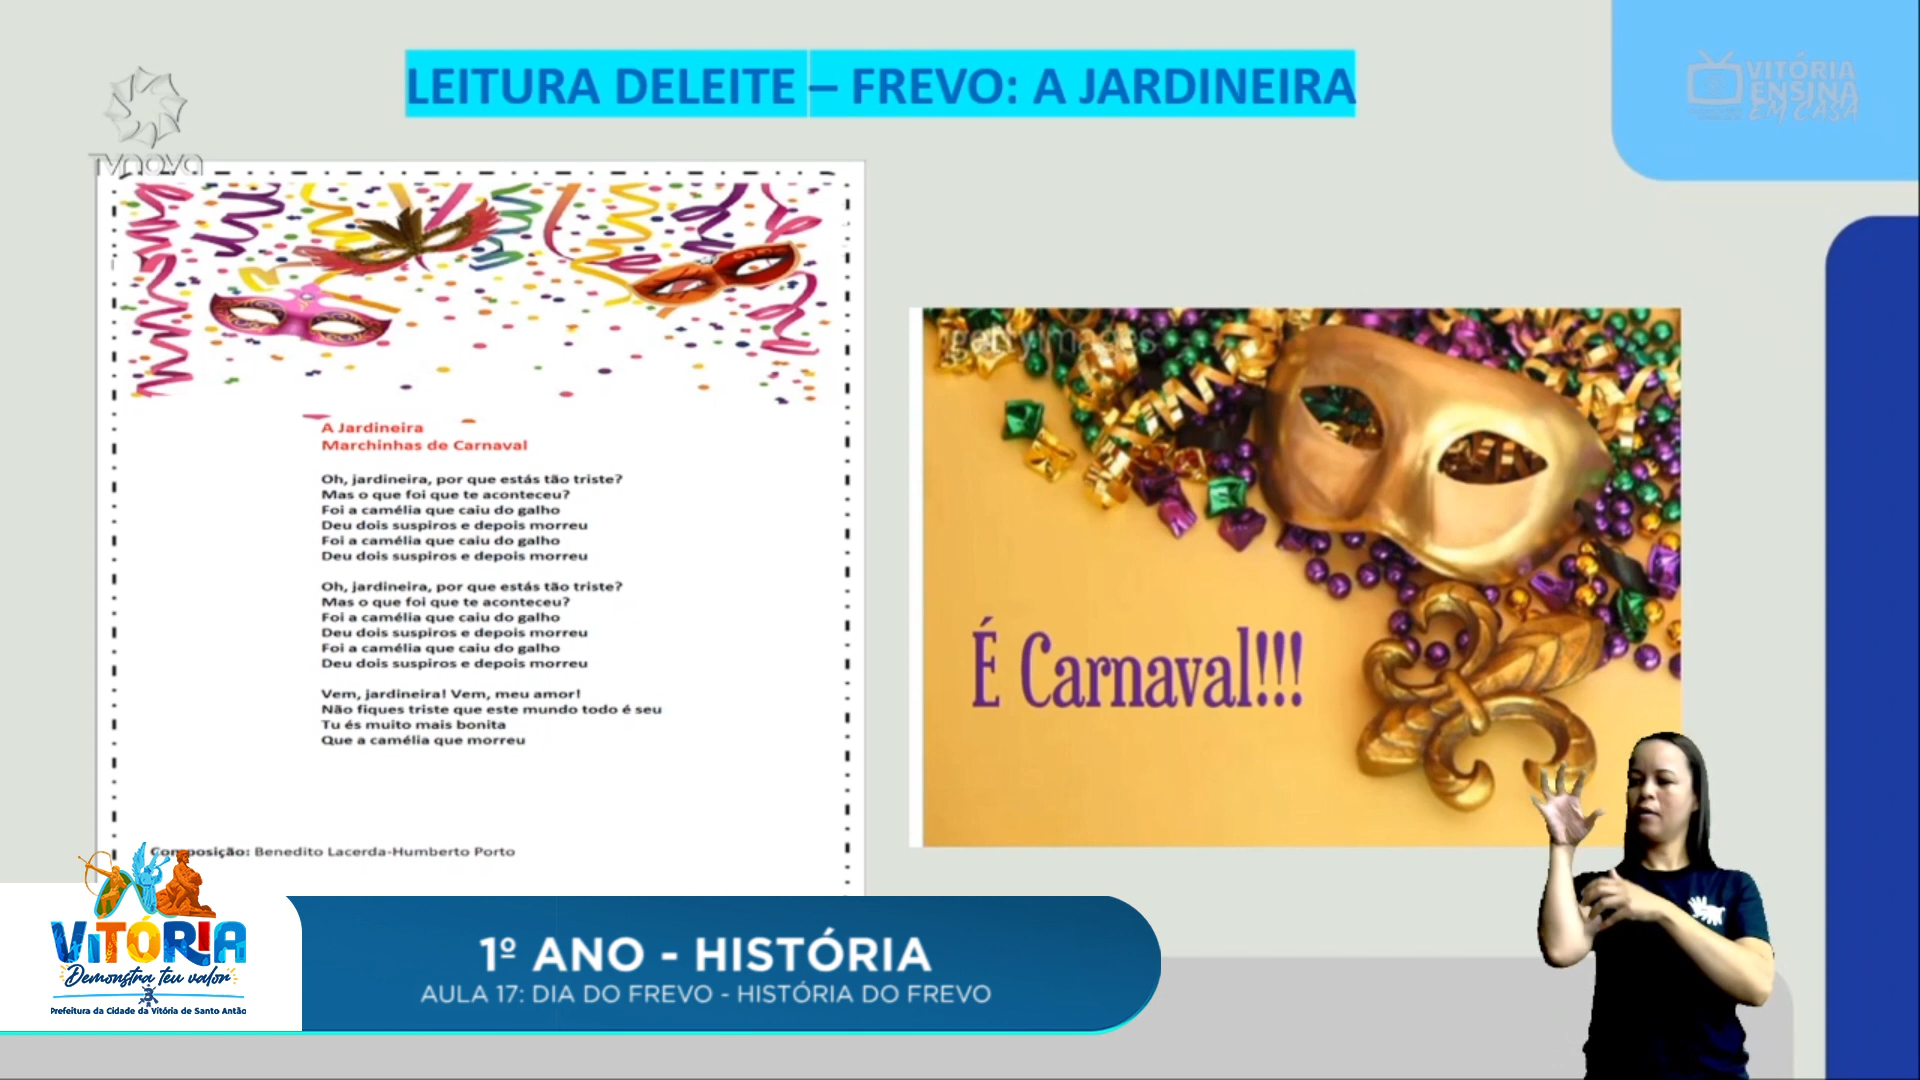 LEITURA DELEITE – FREVO: A JARDINEIRA
TVNOVA
VITÓRIA
ENSINA
EM CASA
A Jardineira
Marchinhas de Carnaval
Oh, jardineira, por que estás tão triste?
Mas o que foi que te aconteceu?
Foi a camélia que caiu do galho
Deu dois suspiros e depois morreu
Foi a camélia que caiu do galho
Deu dois suspiros e depois morreu
Oh, jardineira, por que estás tão triste?
Mas o que foi que te aconteceu?
Foi a camélia que caiu do galho
Deu dois suspiros e depois morreu
Foi a camélia que caiu do galho
Deu dois suspiros e depois morreu
Vem, jardineira! Vem, meu amor!
Não fiques triste que este mundo todo é seu
Tu és muito mais bonita
Que a camélia que morreu
Composição: Benedito Lacerda-Humberto Porto
gettyimages
É Carnaval!!!
VITÓRIA
Demonstra teu valor
Prefeitura da Cidade da Vitória de Santo Antão
1º ANO - HISTÓRIA
AULA 17: DIA DO FREVO - HISTÓRIA DO FREVO